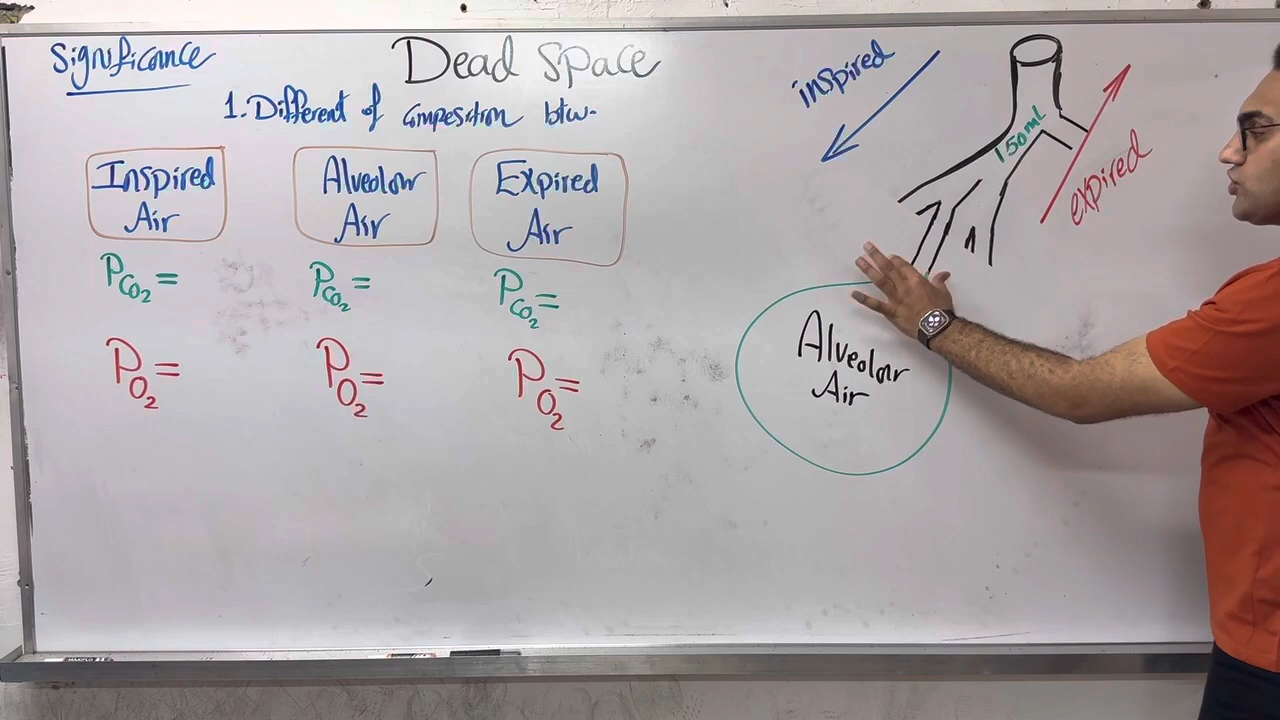 Significance
Dead Space
1. Different of composition btw-
Inspired
Air
Alveolar
Air
Expired
Air
PCO2 =
PCO2 =
PCO2 =
PO2 =
PO2 =
PO2 =
inspired
150mL
expired
Alveolar
Air